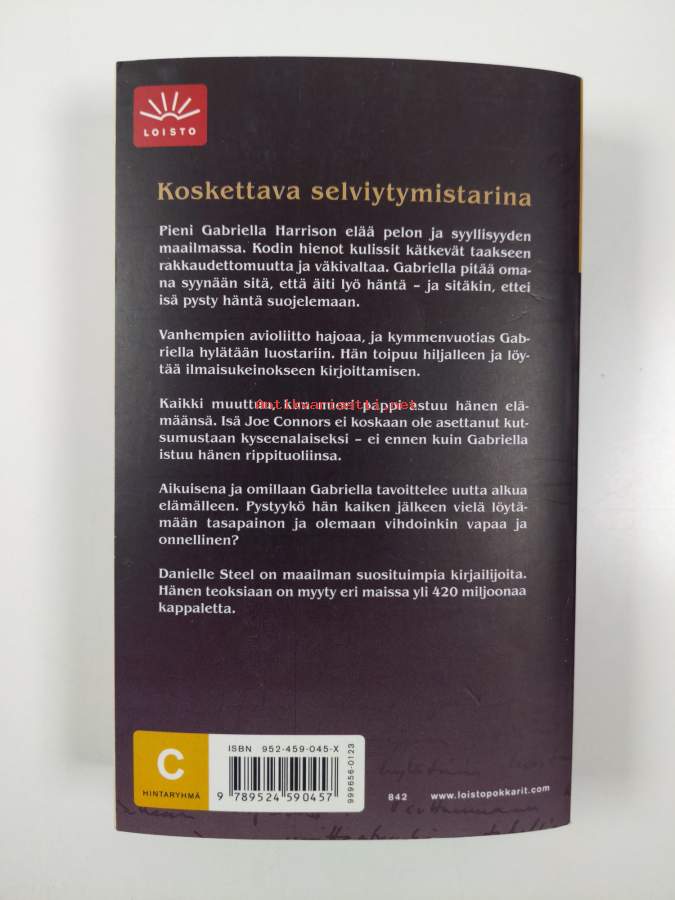 LOISTO
Koskettava selviytymistarina
Pieni Gabriella Harrison elää pelon ja syyllisyyden
maailmassa. Kodin hienot kulissit kätkevät taakseen
rakkaudettomuutta ja väkivaltaa. Gabriella pitää oma-
na syynään sitä, että äiti lyö häntä – ja sitäkin, ettei
isä pysty häntä suojelemaan.
Vanhempien avioliitto hajoaa, ja kymmenvuotias Gab-
riella hylätään luostariin. Hän toipuu hiljalleen ja löy-
tää ilmaisukeinokseen kirjoittamisen.
Kaikki muuttuu, kun nuori pappi astuu hänen elä-
määnsä. Isä Joe Connors ei koskaan ole asettanut kut-
sumustaan kyseenalaiseksi – ei ennen kuin Gabriella
istuu hänen rippituoliinsa.
Aikuisena ja omillaan Gabriella tavoittelee uutta alkua
elämälleen. Pystyykö hän kaiken jälkeen vielä löytä-
mään tasapainon ja olemaan vihdoinkin vapaa ja
onnellinen?
Danielle Steel on maailman suosituimpia kirjailijoita.
Hänen teoksiaan on myyty eri maissa yli 420 miljoonaa
kappaletta.
C
HINTARYHMÄ
ISBN 952-459-045-X
9 789524 590457
999656-0123
842 www.loistopokkarit.com